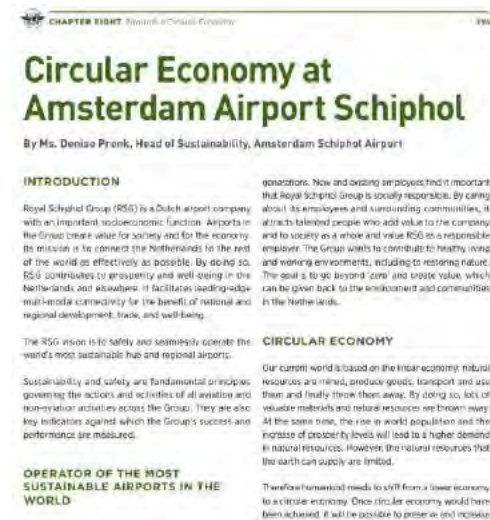 CHAPTER EIGHT Towards a Circular Economy
Circular Economy at
Amsterdam Airport Schiphol
By Ms. Denise Pronk, Head of Sustainability, Amsterdam Schiphol Airport
INTRODUCTION
Royal Schiphol Group (RSG) is a Dutch airport company
with an important socioeconomic function. Airports in
the Group create value for society and for the economy.
Its mission is to connect the Netherlands to the rest
of the world as effectively as possible. By doing so,
RSG contributes to prosperity and well-being in the
Netherlands and elsewhere. It facilitates leading-edge
multi-modal connectivity for the benefit of national and
regional development, trade, and well-being.
The RSG vision is to safely and seamlessly operate the
world's most sustainable hub and regional airports.
Sustainability and safety are fundamental principles
governing the actions and activities of all aviation and
non-aviation activities across the Group. They are also
key indicators against which the Group's success and
performance are measured.
OPERATOR OF THE MOST
SUSTAINABLE AIRPORTS IN THE
WORLD
generations. New and existing employees find it important
that Royal Schiphol Group is socially responsible. By caring
about its employees and surrounding communities, it
attracts talented people who add value to the company
and to society as a whole and value RSG as a responsible
employer. The Group wants to contribute to healthy living
and working environments, including to restoring nature.
The goal is to go beyond 'zero' and create value, which
can be given back to the environment and communities
in the Netherlands.
CIRCULAR ECONOMY
Our current world is based on the linear economy: natural
resources are mined, produce goods, transport and use
them and finally throw them away. By doing so, lots of
valuable materials and natural resources are thrown away.
At the same time, the rise in world population and the
increase of prosperity levels will lead to a higher demand
in natural resources. However, the natural resources that
the earth can supply are limited.
Therefore humankind needs to shift from a linear economy
to a circular economy. Once circular economy would have
been achieved, it will be possible to preserve and increase